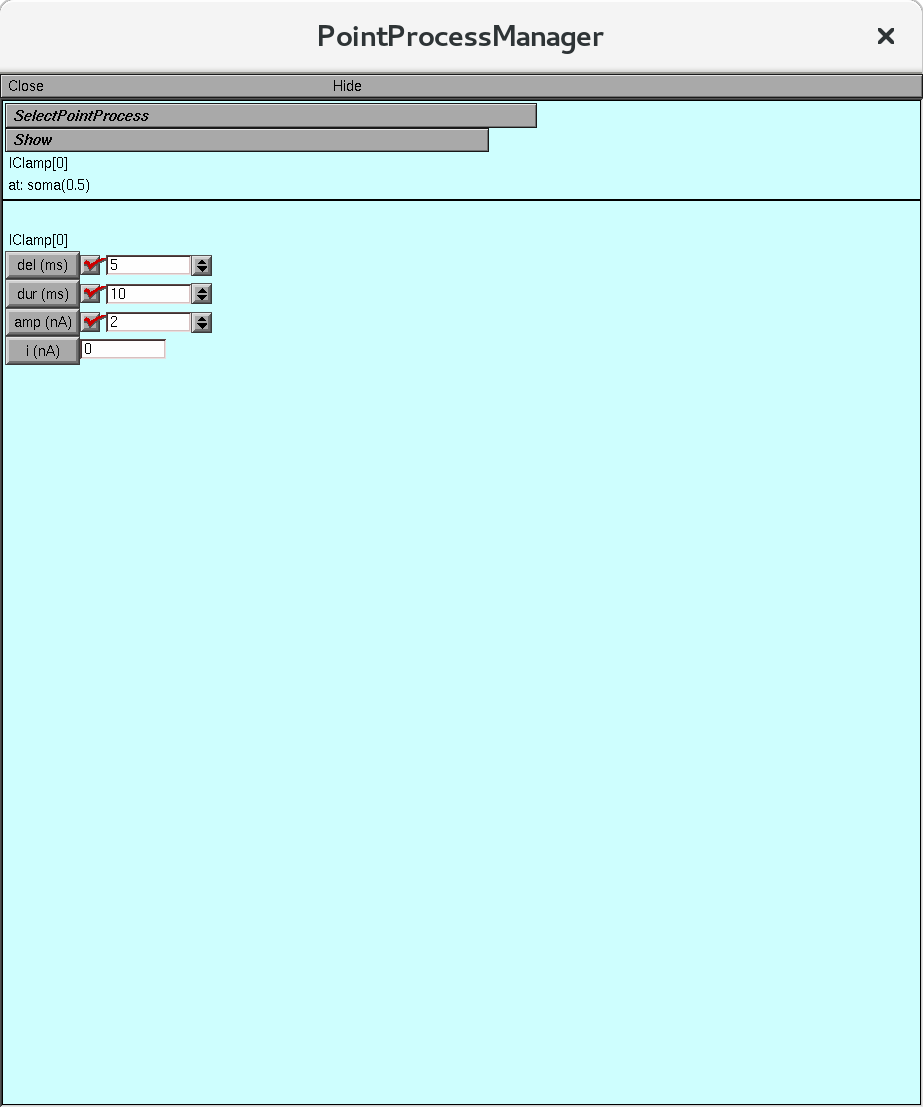 PointProcessManager
Close Hide
SelectPointProcess
Show
IClamp[0]
at: soma(0.5)
IClamp[0]
del (ms) 5
dur (ms) 10
amp (nA) 2
i (nA) 0